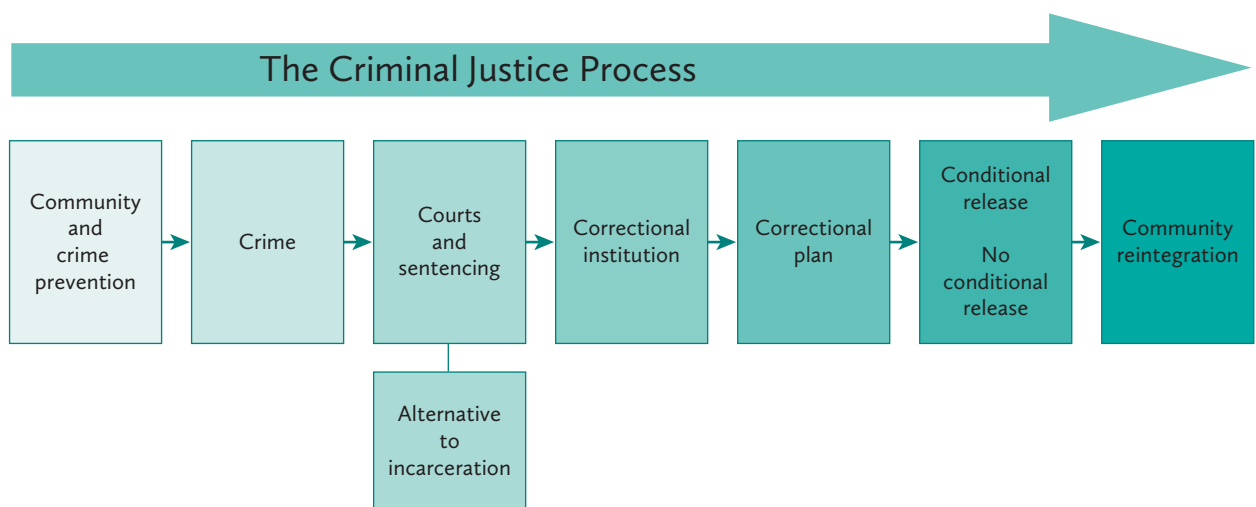 The Criminal Justice Process
Community
and
crime
prevention
Crime
Courts
and
sentencing
Correctional
institution
Correctional
plan
Conditional
release
No
conditional
release
Community
reintegration
Alternative
to
incarceration